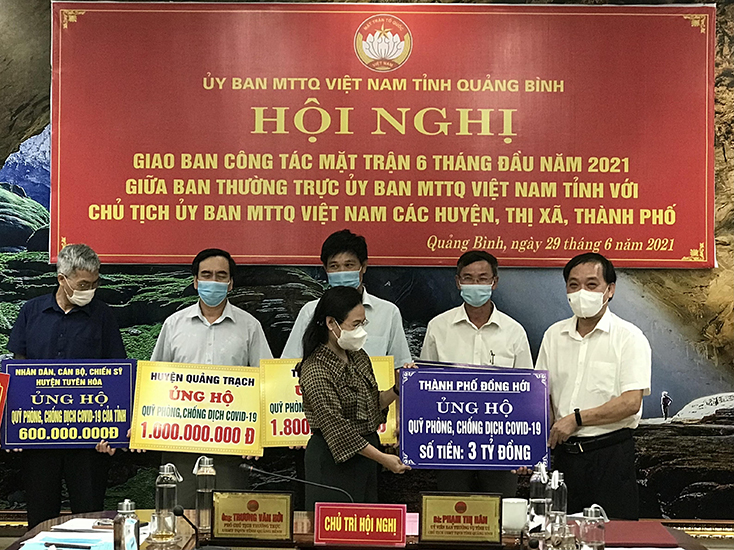 MẶT TRẬN TỔ QUỐC
VIỆT NAM
ỦY BAN MTTQ VIỆT NAM TỈNH QUẢNG BÌNH
HỘI NGHỊ
GIAO BAN CÔNG TÁC MẶT TRẬN 6 THÁNG ĐẦU NĂM 2021
GIỮA BAN THƯỜNG TRỰC ỦY BAN MTTQ VIỆT NAM TỈNH VỚI
CHỦ TỊCH ỦY BAN MTTQ VIỆT NAM CÁC HUYỆN, THỊ XÃ, THÀNH PHỐ
Quảng Bình, ngày 29 tháng 6 năm 2021
NHÂN DÂN, CÁN BỘ, CHIẾN SỸ
HUYỆN TUYÊN HÓA
ỦNG HỘ
QUỸ PHÒNG, CHỐNG DỊCH COVID-19 CỦA TỈNH
600.000.000Đ
HUYỆN QUẢNG TRẠCH
ỦNG HỘ
QUỸ PHÒNG, CHỐNG DỊCH COVID-19
1.000.000.000 Đ
QUỸ PHÒNG
1.800
THÀNH PHỐ ĐỒNG HỚI
ỦNG HỘ
QUỸ PHÒNG, CHỐNG DỊCH COVID-19
SỐ TIỀN: 3 TỶ ĐỒNG
CHỦ TRÌ HỘI NGHỊ
Bà: PHẠM THỊ HÂN